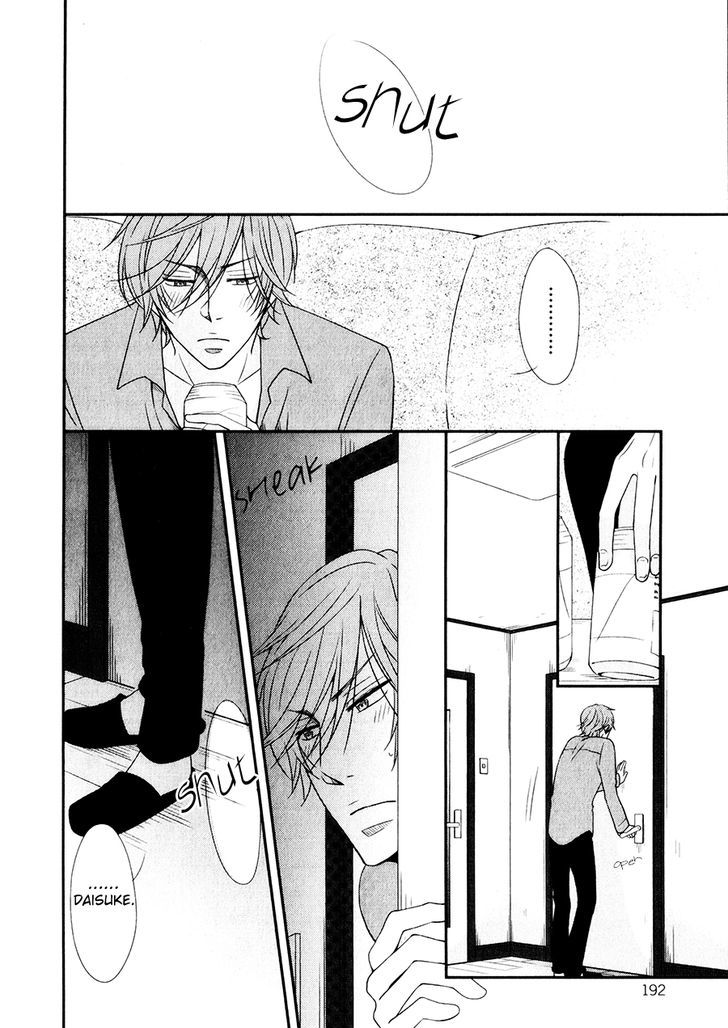 shut
........
open
sneak
shut
......
DAISUKE.
192